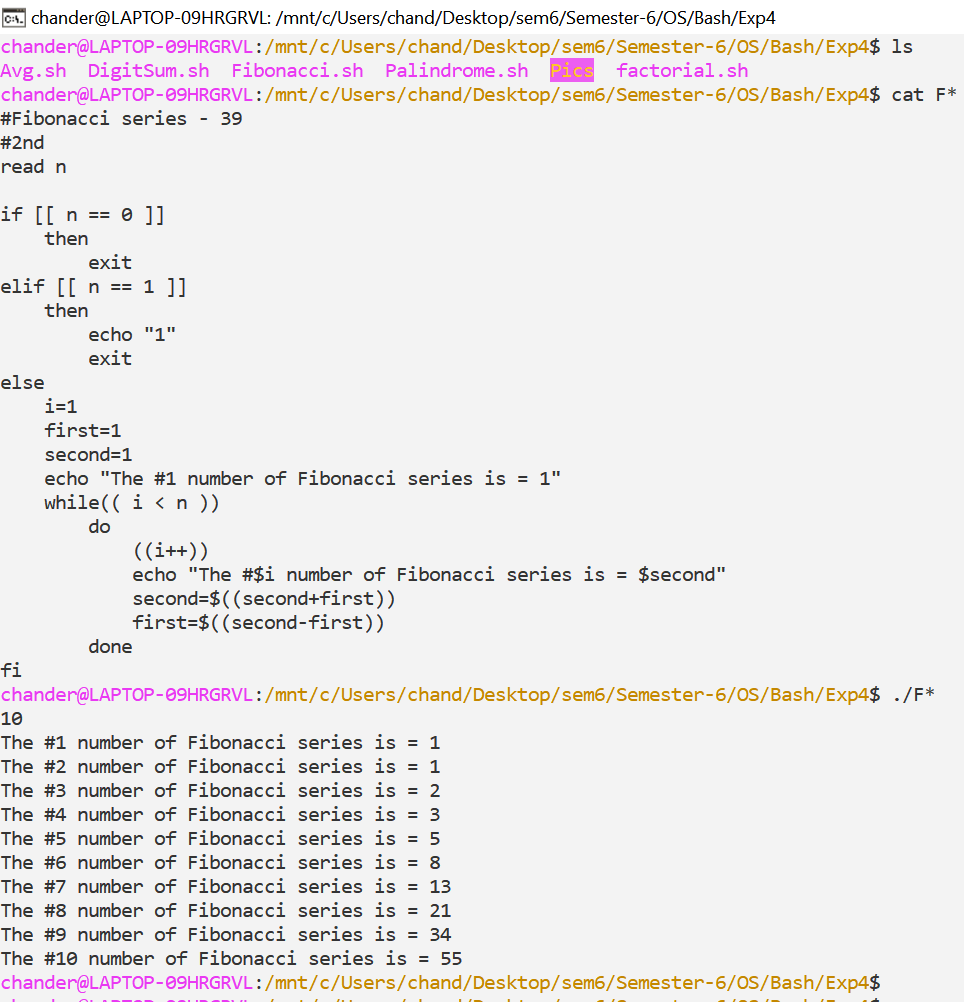 chander@LAPTOP-09HRGRVL: /mnt/c/Users/chand/Desktop/sem6/Semester-6/OS/Bash/Exp4
chander@LAPTOP-09HRGRVL:/mnt/c/Users/chand/Desktop/sem6/Semester-6/OS/Bash/Exp4$ ls
Avg.sh  DigitSum.sh  Fibonacci.sh  Palindrome.sh  Pics  factorial.sh
chander@LAPTOP-09HRGRVL:/mnt/c/Users/chand/Desktop/sem6/Semester-6/OS/Bash/Exp4$ cat F*
#Fibonacci series - 39
#2nd
read n

if [[ n == 0 ]]
    then
        exit
elif [[ n == 1 ]]
    then
        echo "1"
        exit
else
    i=1
    first=1
    second=1
    echo "The #1 number of Fibonacci series is = 1"
    while(( i < n ))
        do
            ((i++))
            echo "The #$i number of Fibonacci series is = $second"
            second=$((second+first))
            first=$((second-first))
        done
fi
chander@LAPTOP-09HRGRVL:/mnt/c/Users/chand/Desktop/sem6/Semester-6/OS/Bash/Exp4$ ./F*
10
The #1 number of Fibonacci series is = 1
The #2 number of Fibonacci series is = 1
The #3 number of Fibonacci series is = 2
The #4 number of Fibonacci series is = 3
The #5 number of Fibonacci series is = 5
The #6 number of Fibonacci series is = 8
The #7 number of Fibonacci series is = 13
The #8 number of Fibonacci series is = 21
The #9 number of Fibonacci series is = 34
The #10 number of Fibonacci series is = 55
chander@LAPTOP-09HRGRVL:/mnt/c/Users/chand/Desktop/sem6/Semester-6/OS/Bash/Exp4$